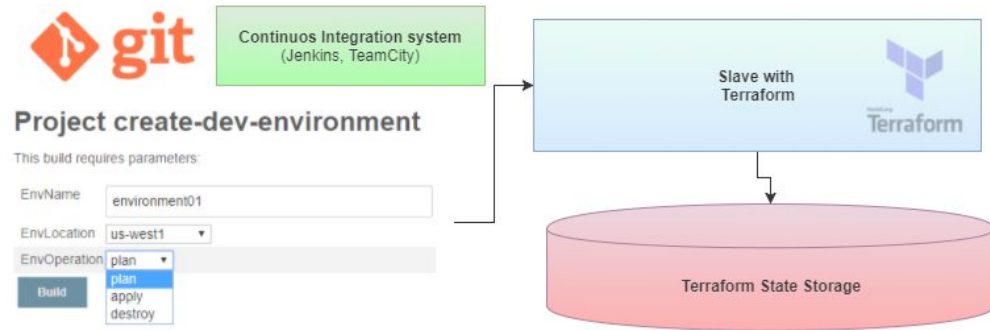 git
Continuos Integration system
(Jenkins, TeamCity)
Slave with
Terraform
HashiCorp
Terraform
Project create-dev-environment
This build requires parameters:
EnvName
environment01
EnvLocation
us-west1
EnvOperation
plan
plan
apply
destroy
Build
Terraform State Storage